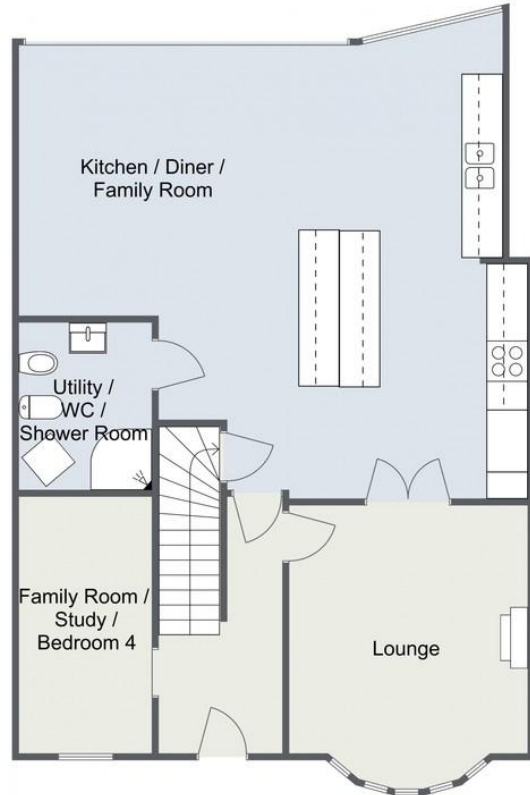 Kitchen / Diner /
Family Room
Utility /
WC /
Shower Room
Family Room /
Study /
Bedroom 4
Lounge